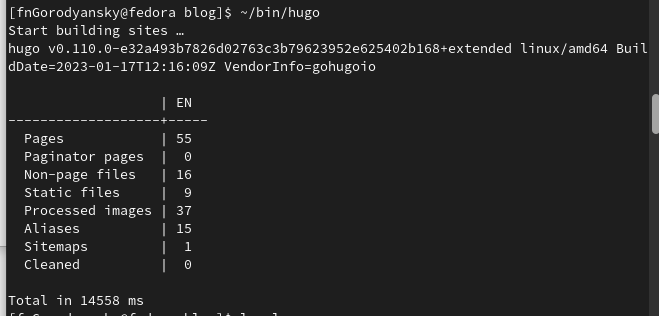 [fnGorodyansky@fedora blog]$ ~/bin/hugo
Start building sites …
hugo v0.110.0-e32a493b7826d02763c3b79623952e625402b168+extended linux/amd64 Buil
dDate=2023-01-17T12:16:09Z VendorInfo=gohugoio
                   | EN
-------------------+-----
  Pages            | 55
  Paginator pages  |  0
  Non-page files   | 16
  Static files     |  9
  Processed images | 37
  Aliases          | 15
  Sitemaps         |  1
  Cleaned          |  0
Total in 14558 ms